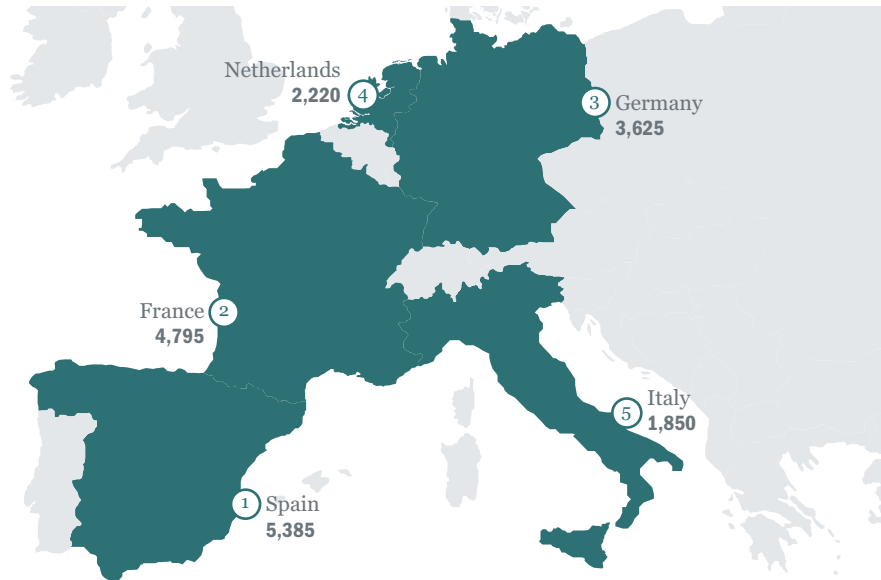 Netherlands
2,220
4
3
Germany
3,625
France
2
4,795
Italy
5
1,850
1
Spain
5,385